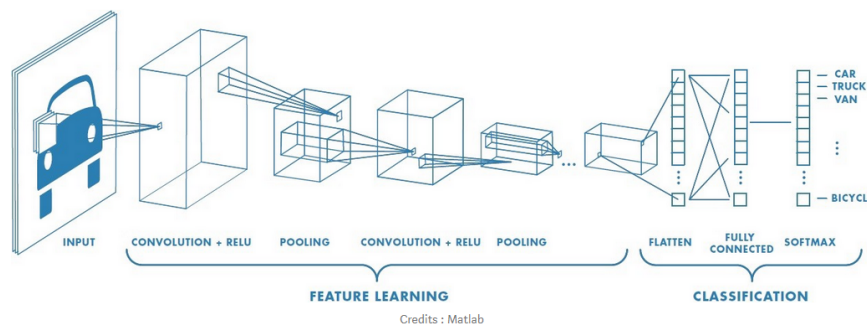 CAR
TRUCK
VAN
BICYCL
INPUT
CONVOLUTION + RELU
POOLING
CONVOLUTION + RELU
POOLING
FLATTEN
FULLY
CONNECTED
SOFTMAX
FEATURE LEARNING
CLASSIFICATION
Credits : Matlab